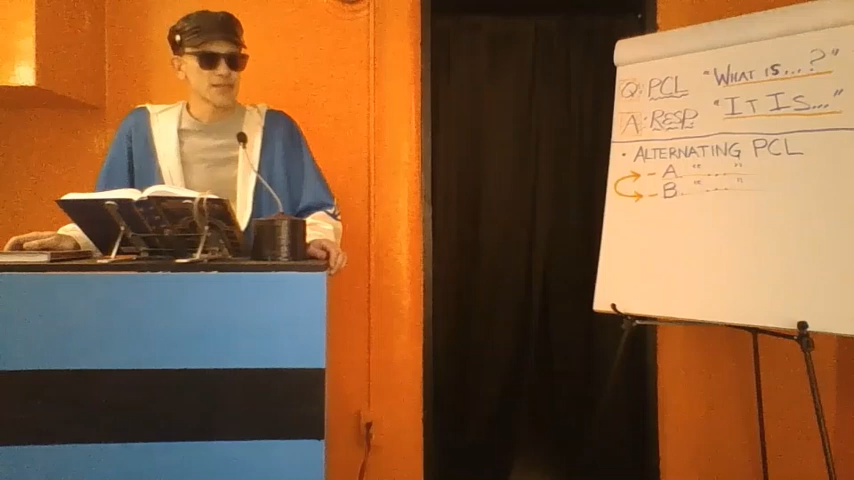 Q: PCL "WHAT IS...?"
A: RESP "IT IS..."
• ALTERNATING PCL
- A " "
- B " "